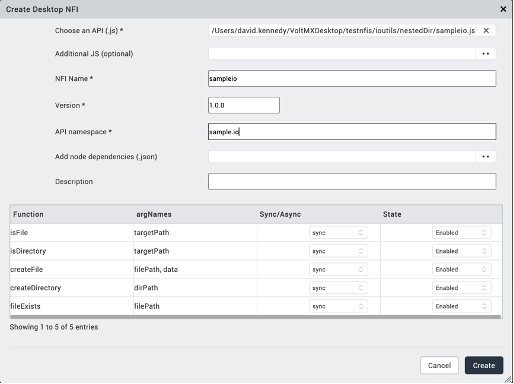 Create Desktop NFI
Choose an API (.js) * /Users/david.kennedy/VoltMXDesktop/testnfis/ioutils/nestedDir/sampleio.js
Additional JS (optional)
NFI Name * sampleio
Version * 1.0.0
API namespace * sample.io
Add node dependencies (.json)
Description
Function argNames Sync/Async State
isFile targetPath sync Enabled
isDirectory targetPath sync Enabled
createFile filePath, data sync Enabled
createDirectory dirPath sync Enabled
fileExists filePath sync Enabled
Showing 1 to 5 of 5 entries
Cancel Create